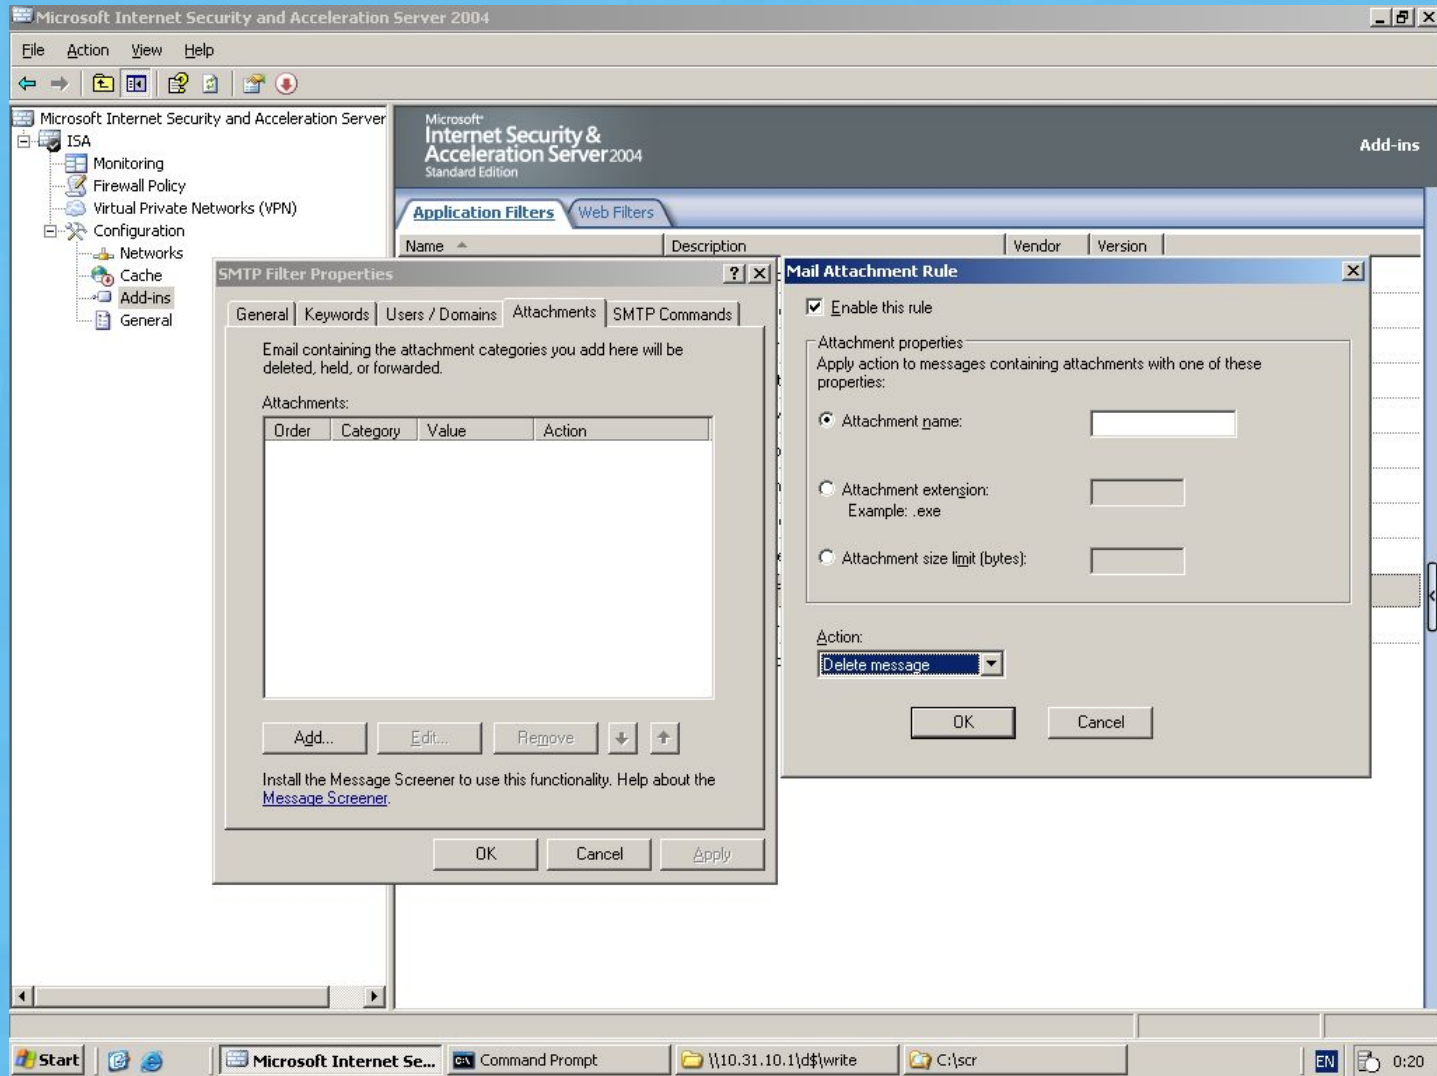 Microsoft Internet Security and Acceleration Server 2004
File Action View Help
Microsoft Internet Security and Acceleration Server
ISA
Monitoring
Firewall Policy
Virtual Private Networks (VPN)
Configuration
Networks
Cache
Add-ins
General
Microsoft
Internet Security &
Acceleration Server 2004
Standard Edition
Add-ins
Application Filters Web Filters
Name Description Vendor Version
SMTP Filter Properties
General Keywords Users / Domains Attachments SMTP Commands
Email containing the attachment categories you add here will be
deleted, held, or forwarded.
Attachments:
Order Category Value Action
Add... Edit... Remove
Install the Message Screener to use this functionality. Help about the
Message Screener.
OK Cancel Apply
Mail Attachment Rule
Enable this rule
Attachment properties
Apply action to messages containing attachments with one of these
properties:
Attachment name:
Attachment extension:
Example: .exe
Attachment size limit (bytes):
Action:
Delete message
OK Cancel
Start Microsoft Internet Se... Command Prompt \\10.31.10.1\d$\write C:\scr EN 0:20